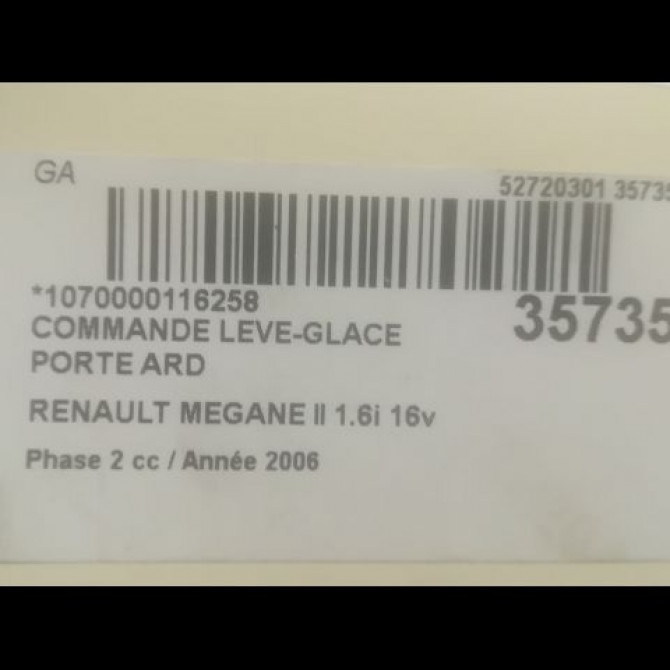 GA
52720301 35735
*1070000116258
35735
COMMANDE LEVE-GLACE
PORTE ARD
RENAULT MEGANE II 1.6i 16v
Phase 2 cc / Année 2006